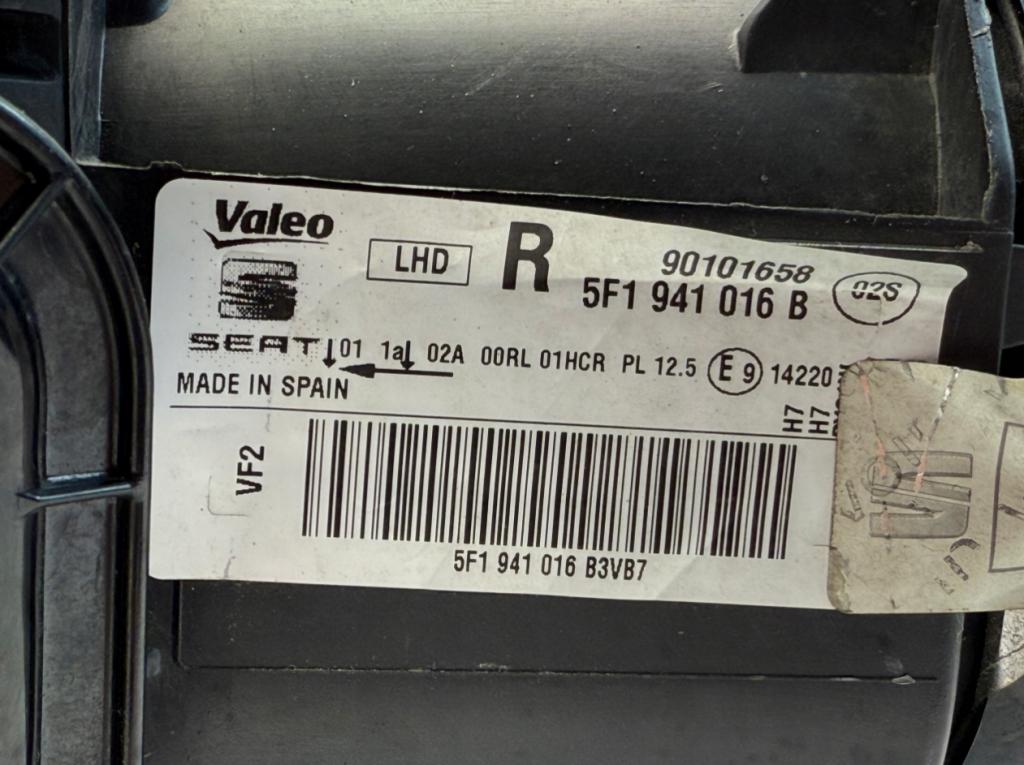 Valeo
LHD
R
90101658
5F1 941 016 B
02S
SEAT
01 1a 02A 00RL 01HCR PL 12.5 E9 14220
MADE IN SPAIN
H7
H7
VF2
5F1 941 016 B3VB7